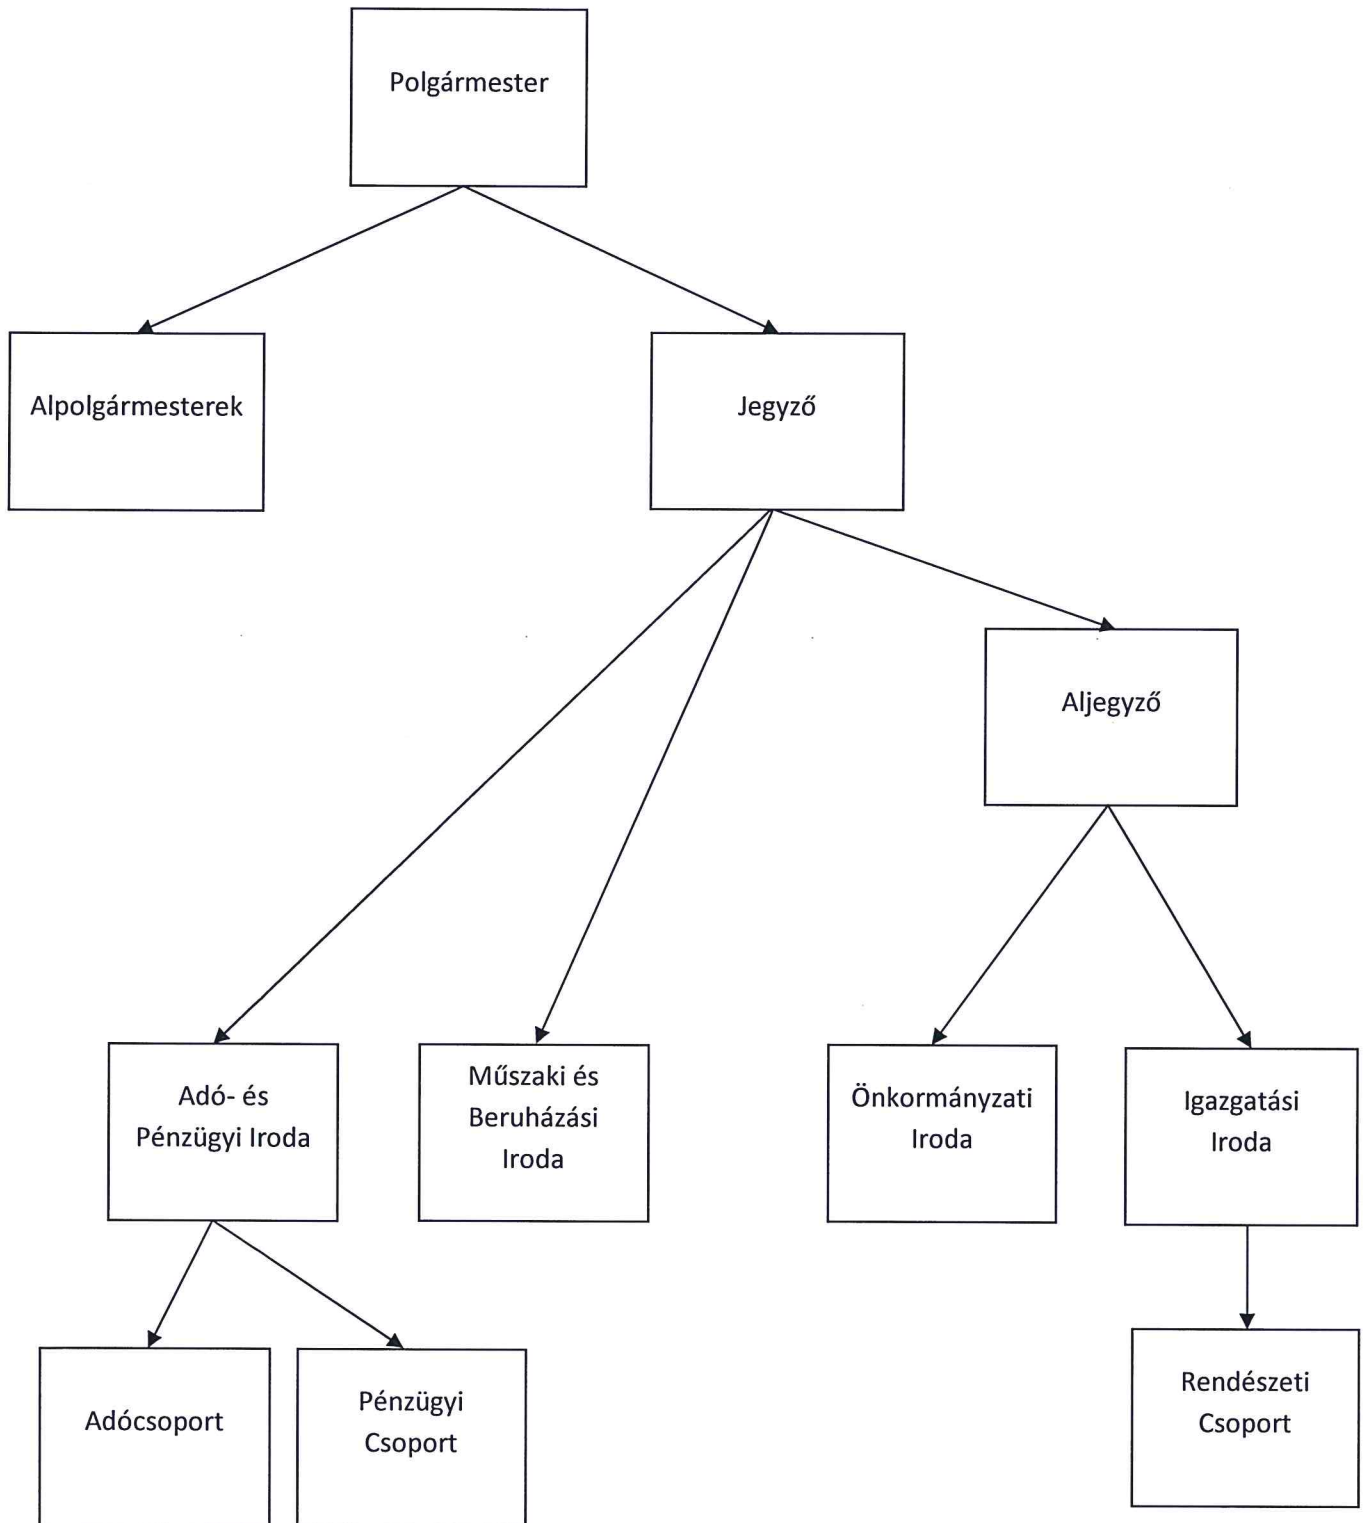 Polgármester
Alpolgármesterek
Jegyző
Aljegyző
Adó- és
Pénzügyi Iroda
Műszaki és
Beruházási
Iroda
Önkormányzati
Iroda
Igazgatási
Iroda
Adócsoport
Pénzügyi
Csoport
Rendészeti
Csoport